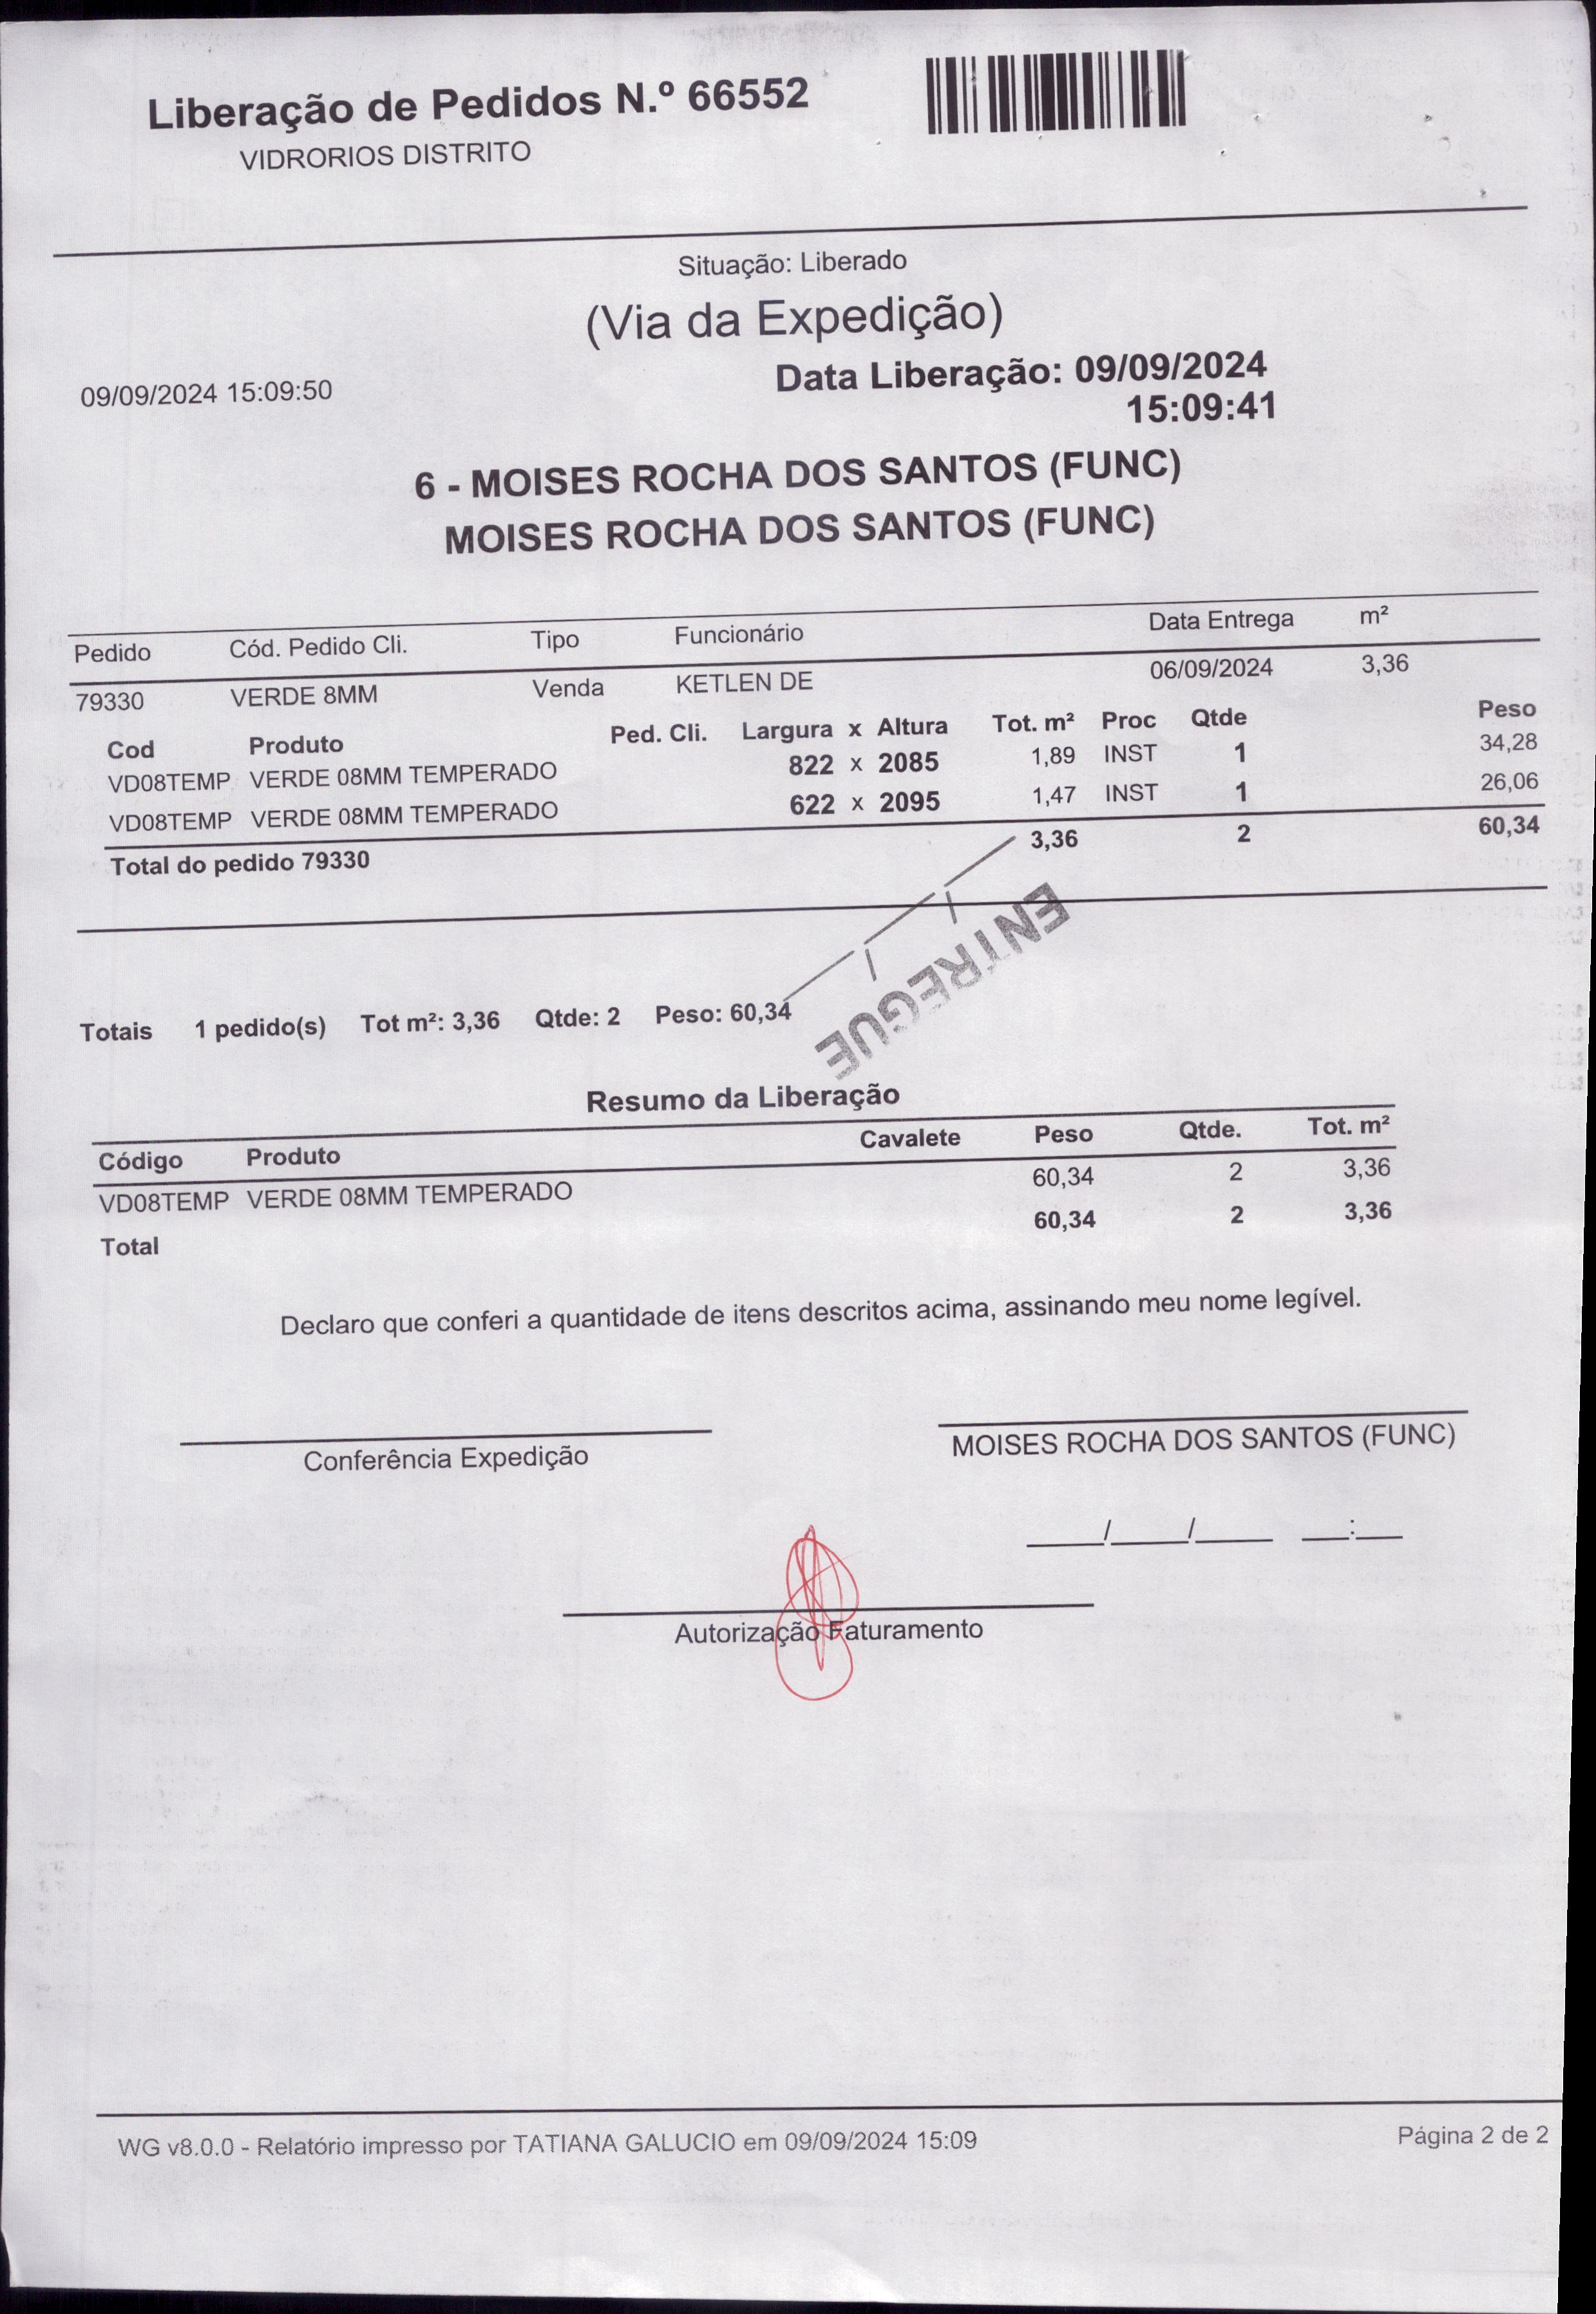 Liberação de Pedidos N.º 66552
VIDRORIOS DISTRITO
Situação: Liberado
(Via da Expedição)
09/09/2024 15:09:50
Data Liberação: 09/09/2024
15:09:41
6 - MOISES ROCHA DOS SANTOS (FUNC)
MOISES ROCHA DOS SANTOS (FUNC)
Pedido Cód. Pedido Cli. Tipo Funcionário Data Entrega m²
79330 VERDE 8MM Venda KETLEN DE 06/09/2024 3,36
Cod Produto Ped. Cli. Largura x Altura Tot. m² Proc Qtde Peso
VD08TEMP VERDE 08MM TEMPERADO 822 x 2085 1,89 INST 1 34,28
VD08TEMP VERDE 08MM TEMPERADO 622 x 2095 1,47 INST 1 26,06
Total do pedido 79330 3,36 2 60,34
ENTREGUE
Totais 1 pedido(s) Tot m²: 3,36 Qtde: 2 Peso: 60,34
Resumo da Liberação
Código Produto Cavalete Peso Qtde. Tot. m²
VD08TEMP VERDE 08MM TEMPERADO 60,34 2 3,36
Total 60,34 2 3,36
Declaro que conferi a quantidade de itens descritos acima, assinando meu nome legível.
Conferência Expedição
MOISES ROCHA DOS SANTOS (FUNC)
____/____/____ __:__
Autorização Faturamento
WG v8.0.0 - Relatório impresso por TATIANA GALUCIO em 09/09/2024 15:09
Página 2 de 2